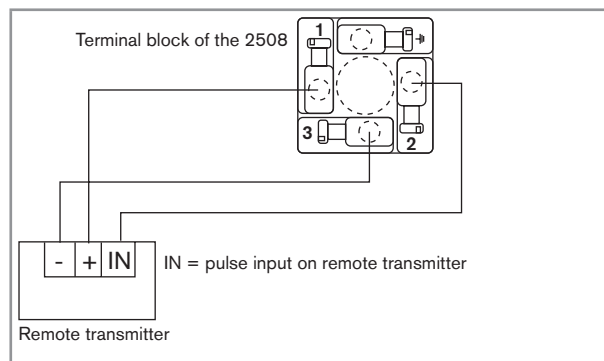 Terminal block of the 2508
1
3
2
- + IN
IN = pulse input on remote transmitter
Remote transmitter